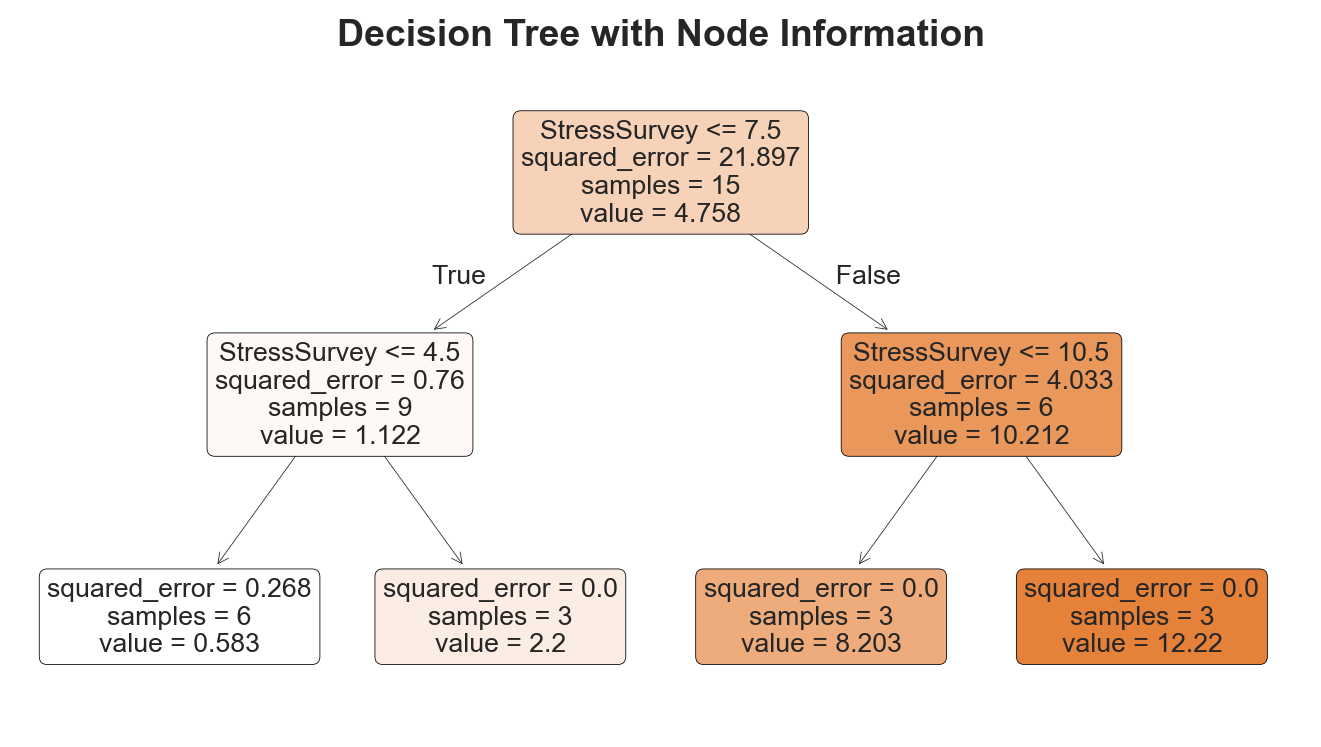 Decision Tree with Node Information
StressSurvey <= 7.5
squared_error = 21.897
samples = 15
value = 4.758
True
False
StressSurvey <= 4.5
squared_error = 0.76
samples = 9
value = 1.122
StressSurvey <= 10.5
squared_error = 4.033
samples = 6
value = 10.212
squared_error = 0.268
samples = 6
value = 0.583
squared_error = 0.0
samples = 3
value = 2.2
squared_error = 0.0
samples = 3
value = 8.203
squared_error = 0.0
samples = 3
value = 12.22